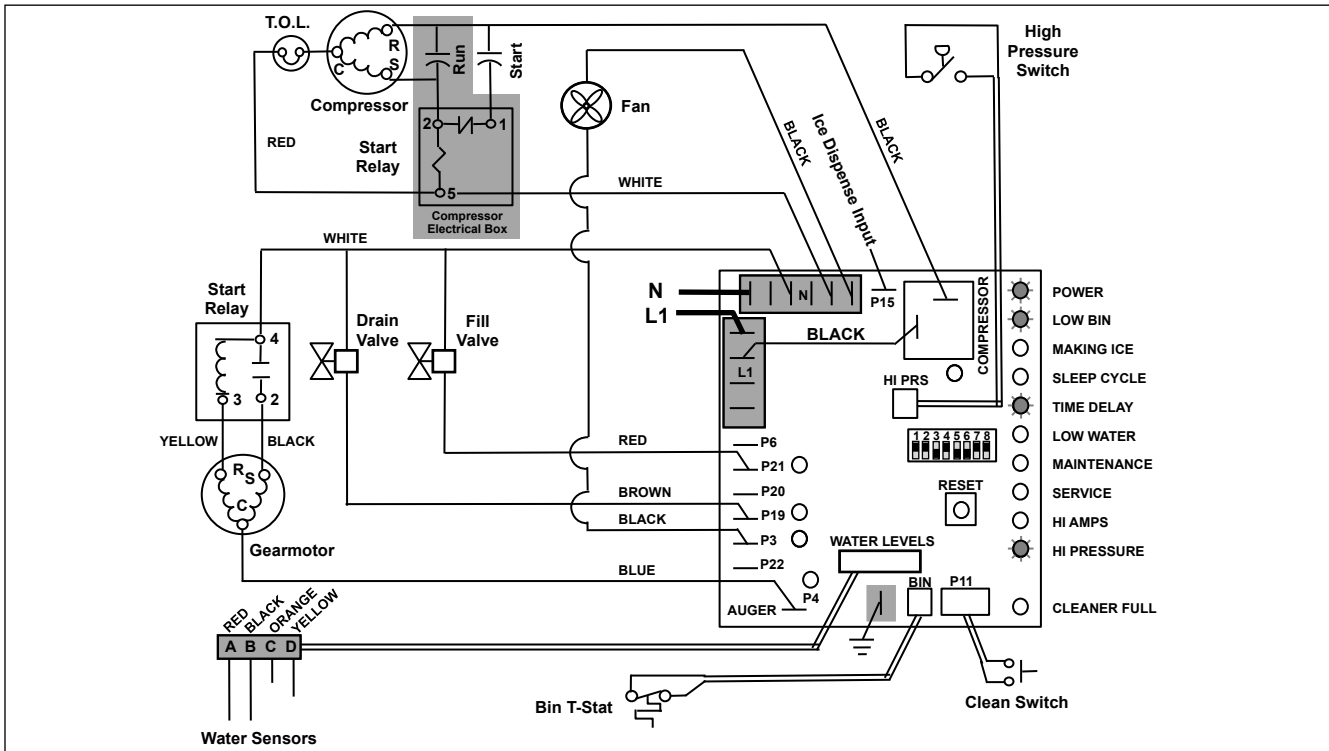 T.O.L.
R
S
C
Compressor
Run
Start
2
1
5
Start
Relay
Compressor
Electrical Box
RED
WHITE
Fan
BLACK
Ice Dispense Input
BLACK
High
Pressure
Switch
WHITE
Start
Relay
4
3
2
YELLOW
BLACK
R
S
C
Gearmotor
Drain
Valve
Fill
Valve
N
L1
N
P15
L1
BLACK
COMPRESSOR
HI PRS
1 2 3 4 5 6 7 8
RESET
POWER
LOW BIN
MAKING ICE
SLEEP CYCLE
TIME DELAY
LOW WATER
MAINTENANCE
SERVICE
HI AMPS
HI PRESSURE
CLEANER FULL
RED
P6
P21
P20
BROWN
P19
BLACK
P3
P22
BLUE
P4
AUGER
WATER LEVELS
BIN
P11
RED
BLACK
ORANGE
YELLOW
A B C D
Water Sensors
Bin T-Stat
Clean Switch